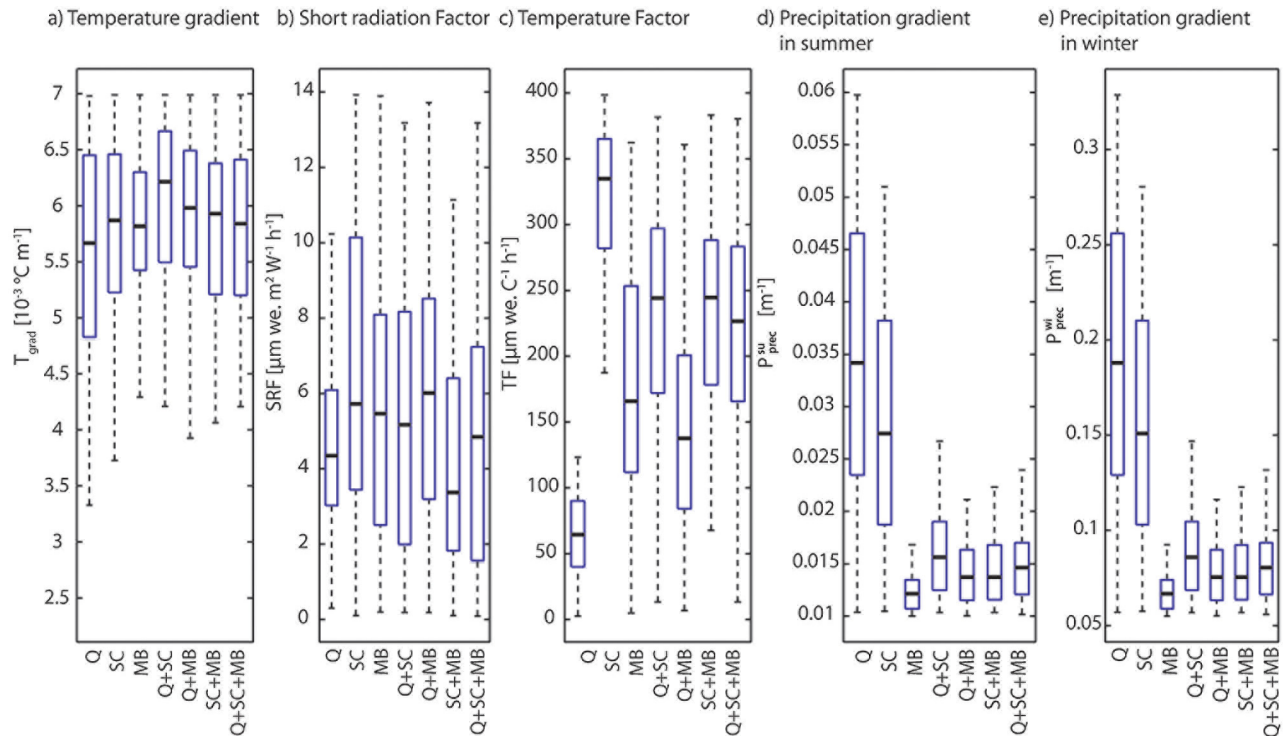 a) Temperature gradient
b) Short radiation Factor
c) Temperature Factor
d) Precipitation gradient
in summer
e) Precipitation gradient
in winter
T_grad [10⁻³ °C m⁻¹]
7
6.5
6
5.5
5
4.5
4
3.5
3
2.5
Q
SC
MB
Q+SC
Q+MB
SC+MB
Q+SC+MB
SRF [µm we. m² W⁻¹ h⁻¹]
14
12
10
8
6
4
2
0
Q
SC
MB
Q+SC
Q+MB
SC+MB
Q+SC+MB
TF [µm we. C⁻¹ h⁻¹]
400
350
300
250
200
150
100
50
0
Q
SC
MB
Q+SC
Q+MB
SC+MB
Q+SC+MB
P^su_prec [m⁻¹]
0.06
0.055
0.05
0.045
0.04
0.035
0.03
0.025
0.02
0.015
0.01
Q
SC
MB
Q+SC
Q+MB
SC+MB
Q+SC+MB
P^wi_prec [m⁻¹]
0.3
0.25
0.2
0.15
0.1
0.05
Q
SC
MB
Q+SC
Q+MB
SC+MB
Q+SC+MB